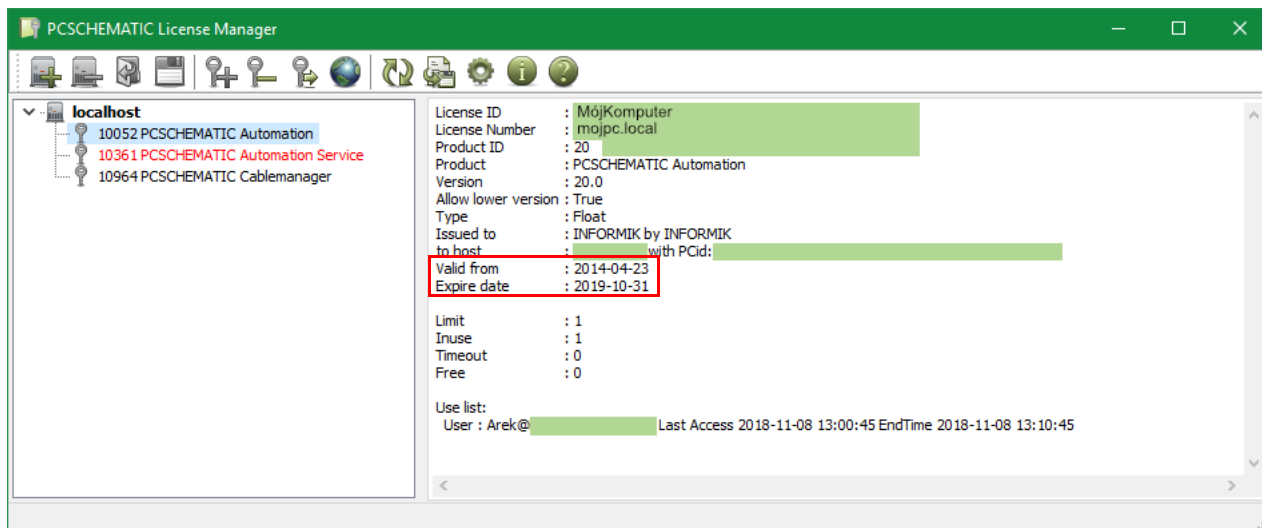 PCSCHEMATIC License Manager
localhost
10052 PCSCHEMATIC Automation
10361 PCSCHEMATIC Automation Service
10964 PCSCHEMATIC Cablemanager
License ID : MójKomputer
License Number : mojpc.local
Product ID : 20
Product : PCSCHEMATIC Automation
Version : 20.0
Allow lower version : True
Type : Float
Issued to : INFORMIK by INFORMIK
to host : with PCid:
Valid from : 2014-04-23
Expire date : 2019-10-31
Limit : 1
Inuse : 1
Timeout : 0
Free : 0
Use list:
User : Arek@ Last Access 2018-11-08 13:00:45 EndTime 2018-11-08 13:10:45